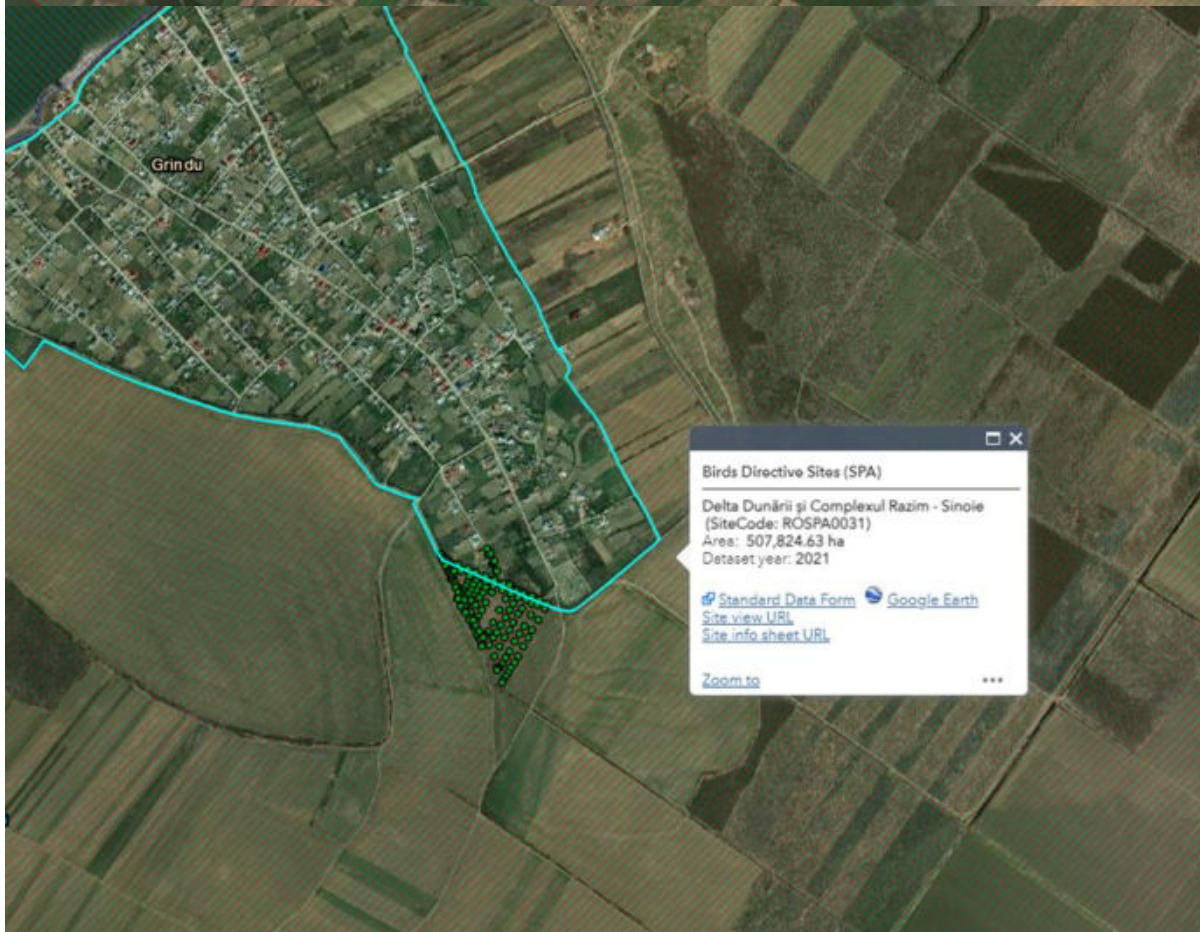 Grindu
Birds Directive Sites (SPA)
Delta Dunării și Complexul Razim - Sinoie
(SiteCode: ROSPA0031)
Area: 507,824.63 ha
Dataset year: 2021
Standard Data Form Google Earth
Site view URL
Site info sheet URL
Zoom to